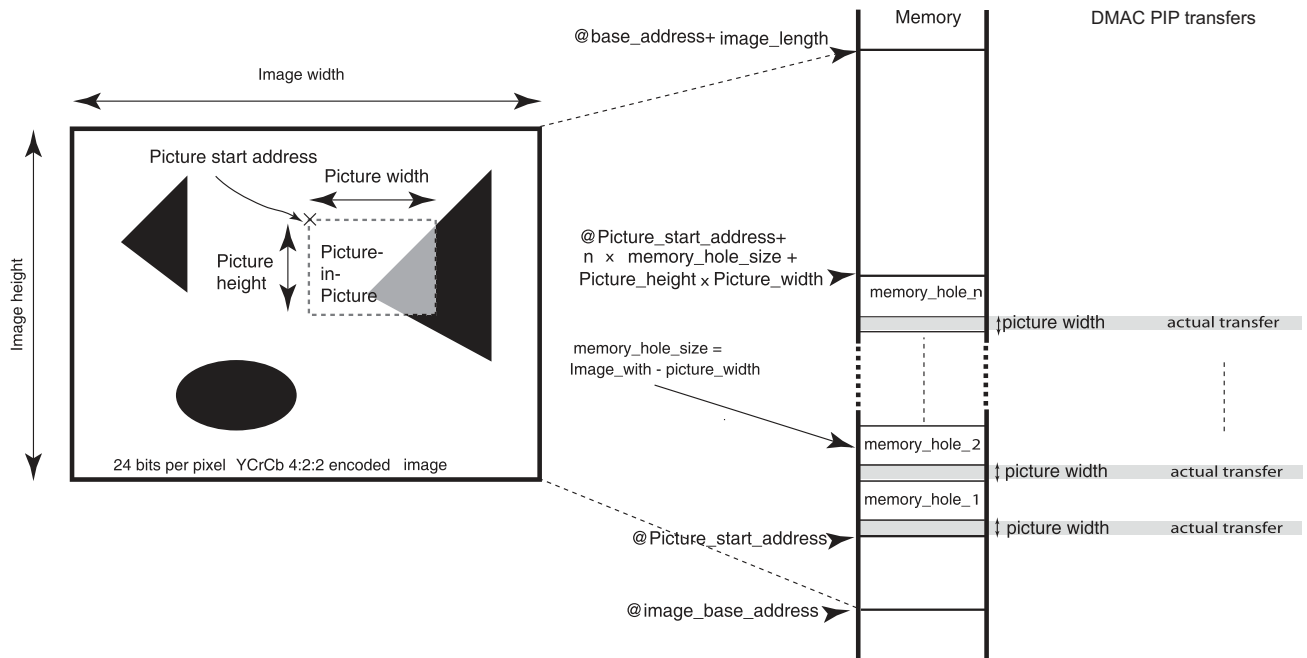 Memory
DMAC PIP transfers
@base_address+ image_length
Image width
Picture start address
Picture width
Image height
Picture
height
Picture-
in-
Picture
@Picture_start_address+
n x memory_hole_size +
Picture_height x Picture_width
memory_hole_n
picture width
actual transfer
memory_hole_size =
Image_with - picture_width
memory_hole_2
picture width
actual transfer
memory_hole_1
picture width
actual transfer
24 bits per pixel YCrCb 4:2:2 encoded image
@Picture_start_address
@image_base_address